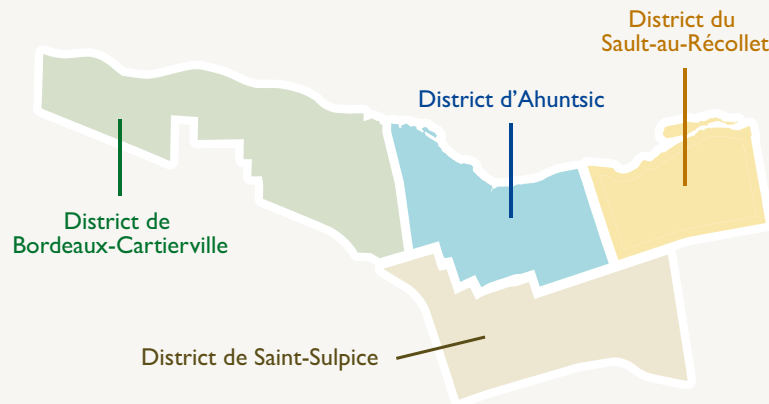 District du
Sault-au-Récollet
District d'Ahuntsic
District de
Bordeaux-Cartierville
District de Saint-Sulpice